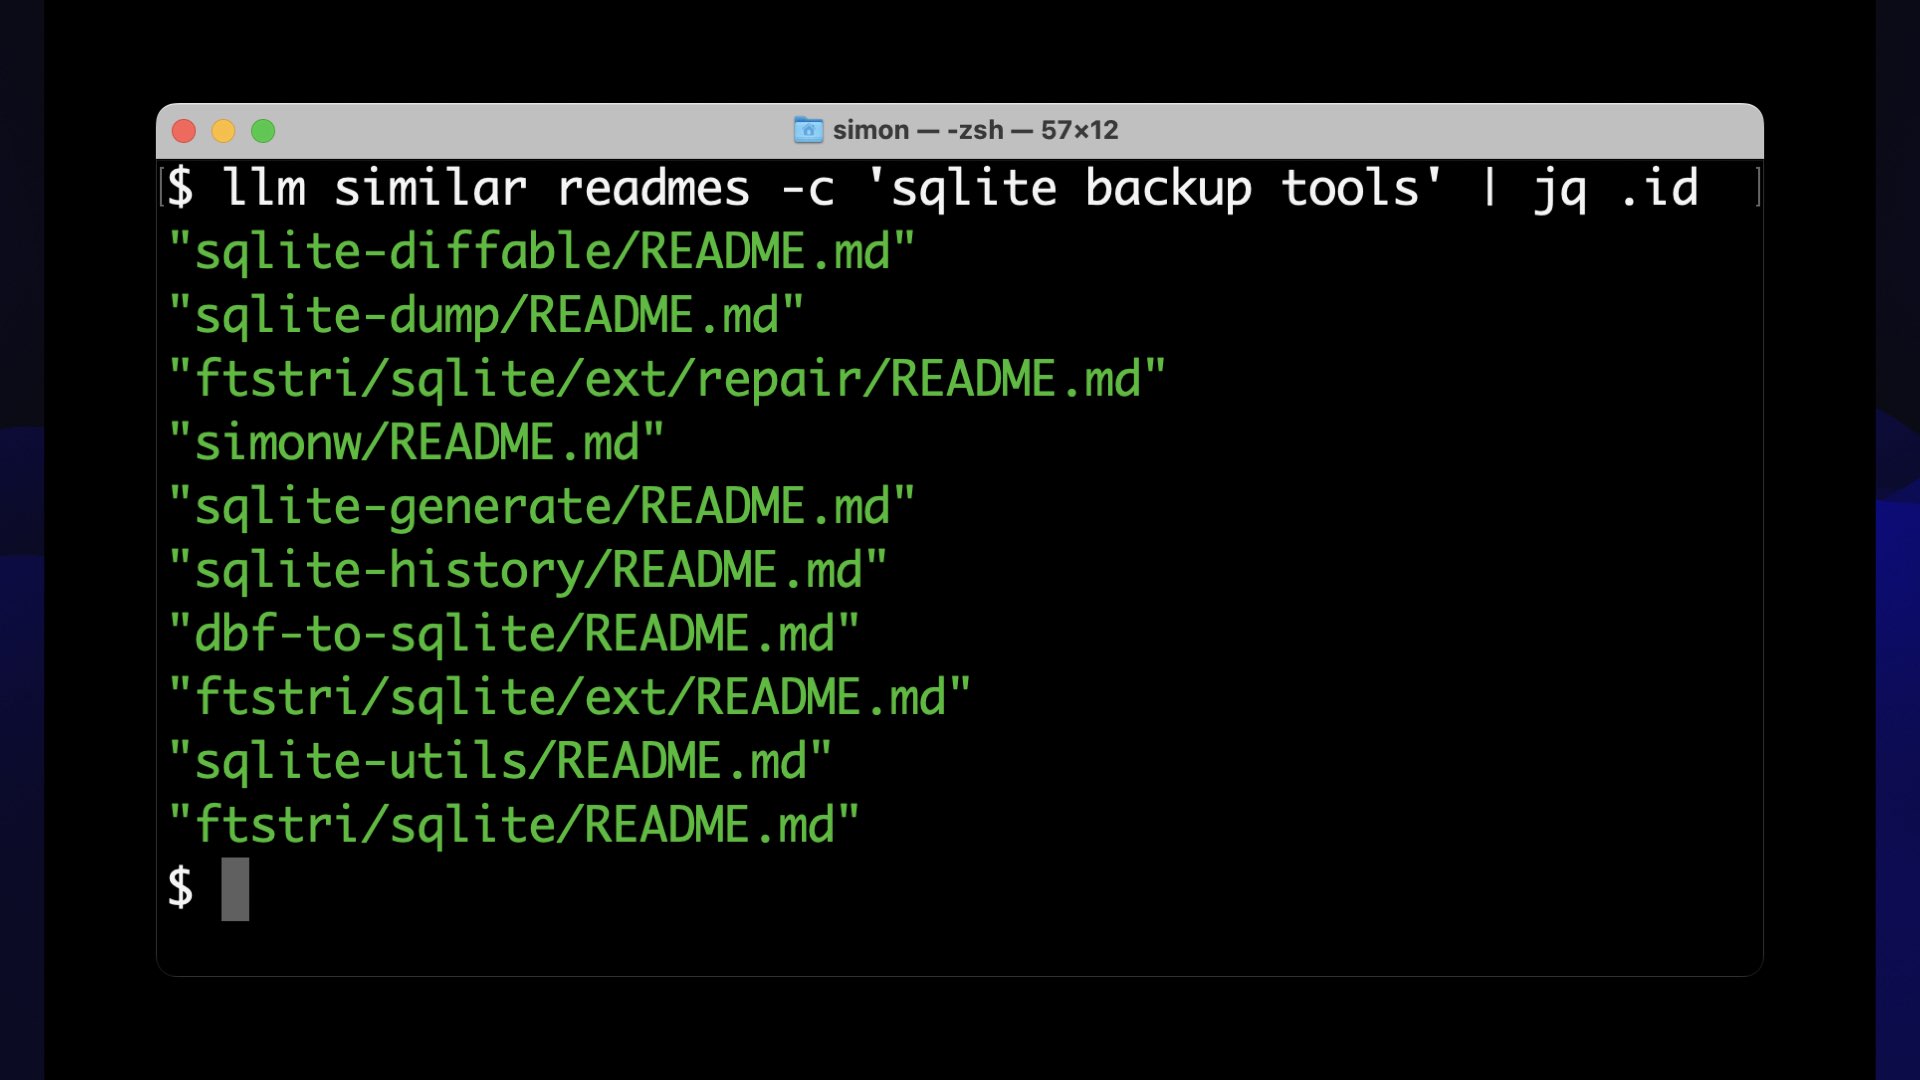 simon — -zsh — 57×12
$ llm similar readmes -c 'sqlite backup tools' | jq .id
"sqlite-diffable/README.md"
"sqlite-dump/README.md"
"ftstri/sqlite/ext/repair/README.md"
"simonw/README.md"
"sqlite-generate/README.md"
"sqlite-history/README.md"
"dbf-to-sqlite/README.md"
"ftstri/sqlite/ext/README.md"
"sqlite-utils/README.md"
"ftstri/sqlite/README.md"
$